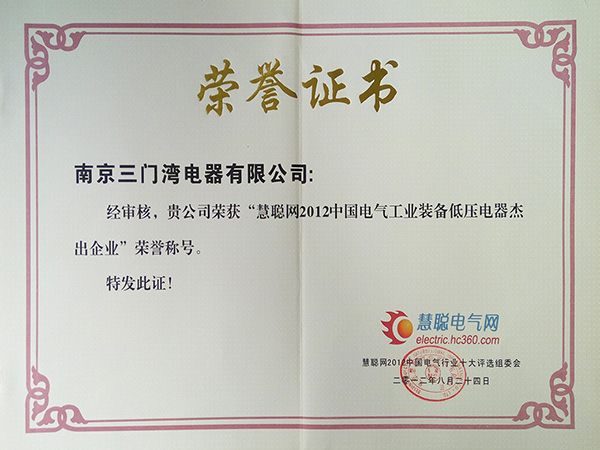 荣誉证书
南京三门湾电器有限公司:
经审核,贵公司荣获“慧聪网2012中国电气工业装备低压电器杰
出企业”荣誉称号。
特发此证!
慧聪电气网
electric.hc360.com
慧聪网2012中国电气行业十大评选组委会
二零一二年八月二十四日